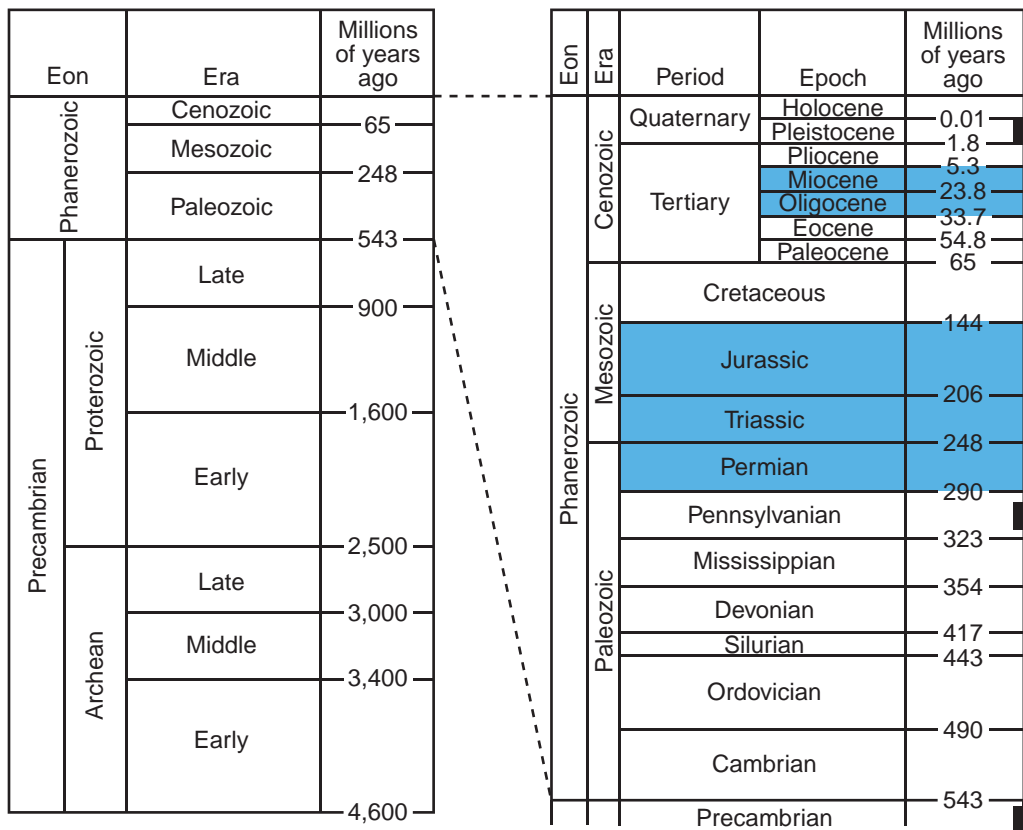 Eon
Era
Millions
of years
ago
Phanerozoic
Cenozoic
65
Mesozoic
248
Paleozoic
543
Precambrian
Proterozoic
Late
900
Middle
1,600
Early
2,500
Archean
Late
3,000
Middle
3,400
Early
4,600
Eon
Era
Period
Epoch
Millions
of years
ago
Phanerozoic
Cenozoic
Quaternary
Holocene
0.01
Pleistocene
1.8
Tertiary
Pliocene
5.3
Miocene
23.8
Oligocene
33.7
Eocene
54.8
Paleocene
65
Mesozoic
Cretaceous
144
Jurassic
206
Triassic
248
Paleozoic
Permian
290
Pennsylvanian
323
Mississippian
354
Devonian
417
Silurian
443
Ordovician
490
Cambrian
543
Precambrian